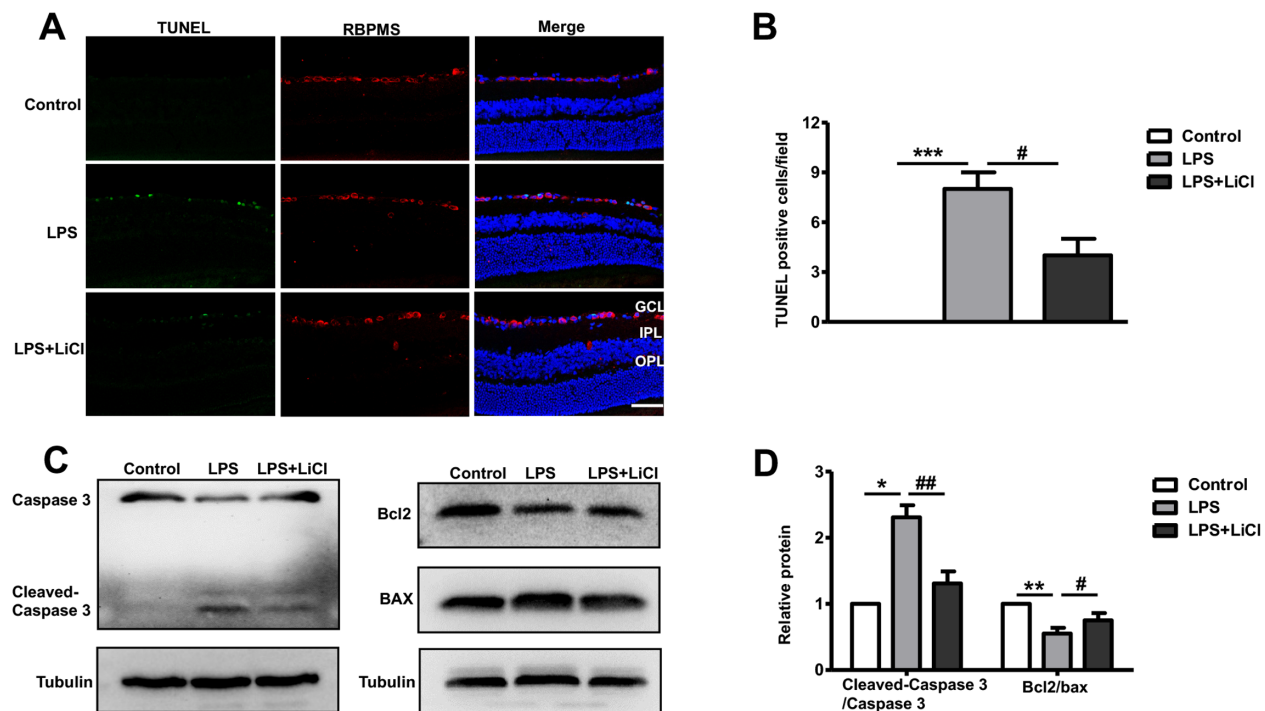 A
TUNEL
RBPMS
Merge
Control
LPS
LPS+LiCl
GCL
IPL
OPL
B
TUNEL positive cells/field
12
9
6
3
0
***
#
Control
LPS
LPS+LiCl
C
Control LPS LPS+LiCl
Caspase 3
Cleaved-
Caspase 3
Tubulin
Control LPS LPS+LiCl
Bcl2
BAX
Tubulin
D
Relative protein
3
2
1
0
* ##
** #
Cleaved-Caspase 3
/Caspase 3
Bcl2/bax
Control
LPS
LPS+LiCl